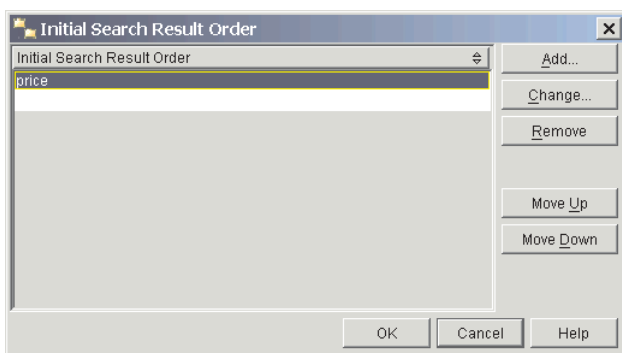 Initial Search Result Order
Initial Search Result Order
Add...
price
Change...
Remove
Move Up
Move Down
OK
Cancel
Help